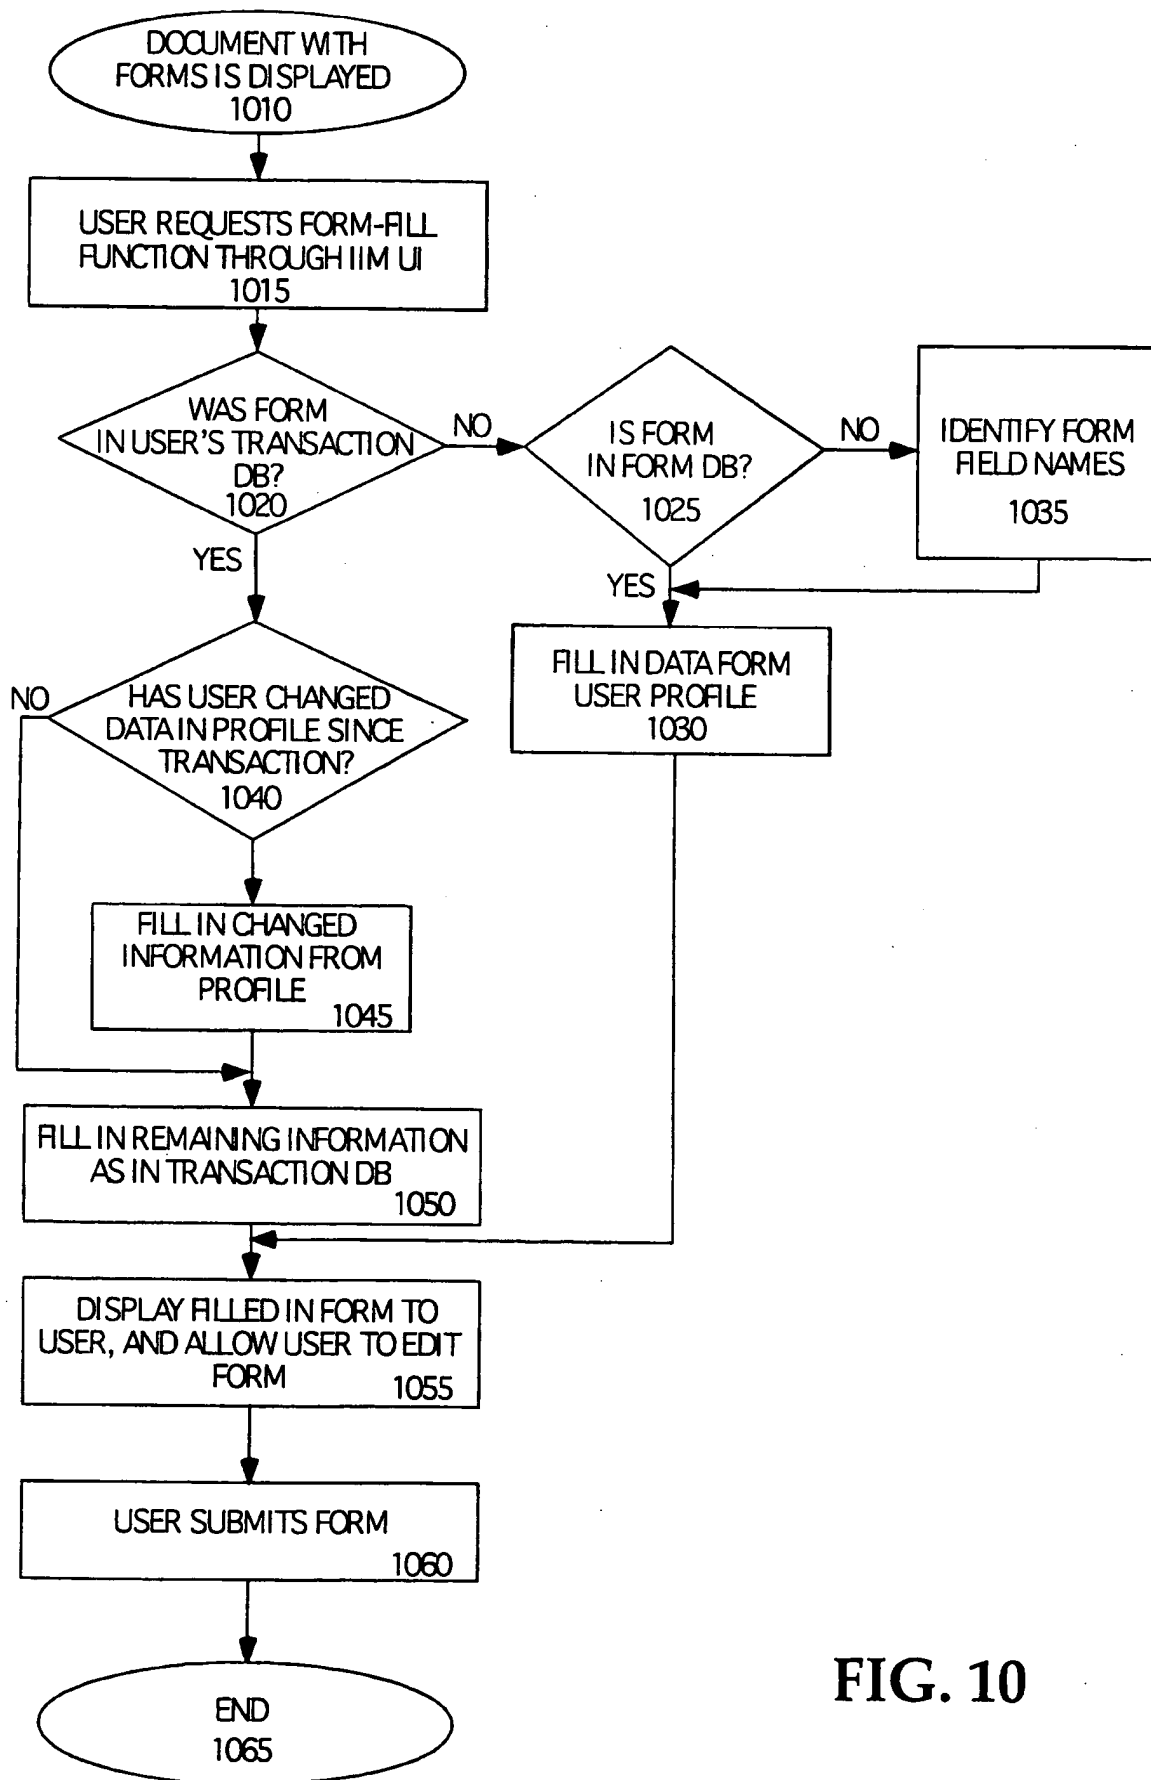 DOCUMENT WITH
FORMS IS DISPLAYED
1010
USER REQUESTS FORM-FILL
FUNCTION THROUGH IIM UI
1015
WAS FORM
IN USER'S TRANSACTION
DB?
1020
NO
IS FORM
IN FORM DB?
1025
NO
IDENTIFY FORM
FIELD NAMES
1035
YES
YES
FILL IN DATA FORM
USER PROFILE
1030
NO
HAS USER CHANGED
DATA IN PROFILE SINCE
TRANSACTION?
1040
FILL IN CHANGED
INFORMATION FROM
PROFILE
1045
FILL IN REMAINING INFORMATION
AS IN TRANSACTION DB
1050
DISPLAY FILLED IN FORM TO
USER, AND ALLOW USER TO EDIT
FORM
1055
USER SUBMITS FORM
1060
END
1065
FIG. 10